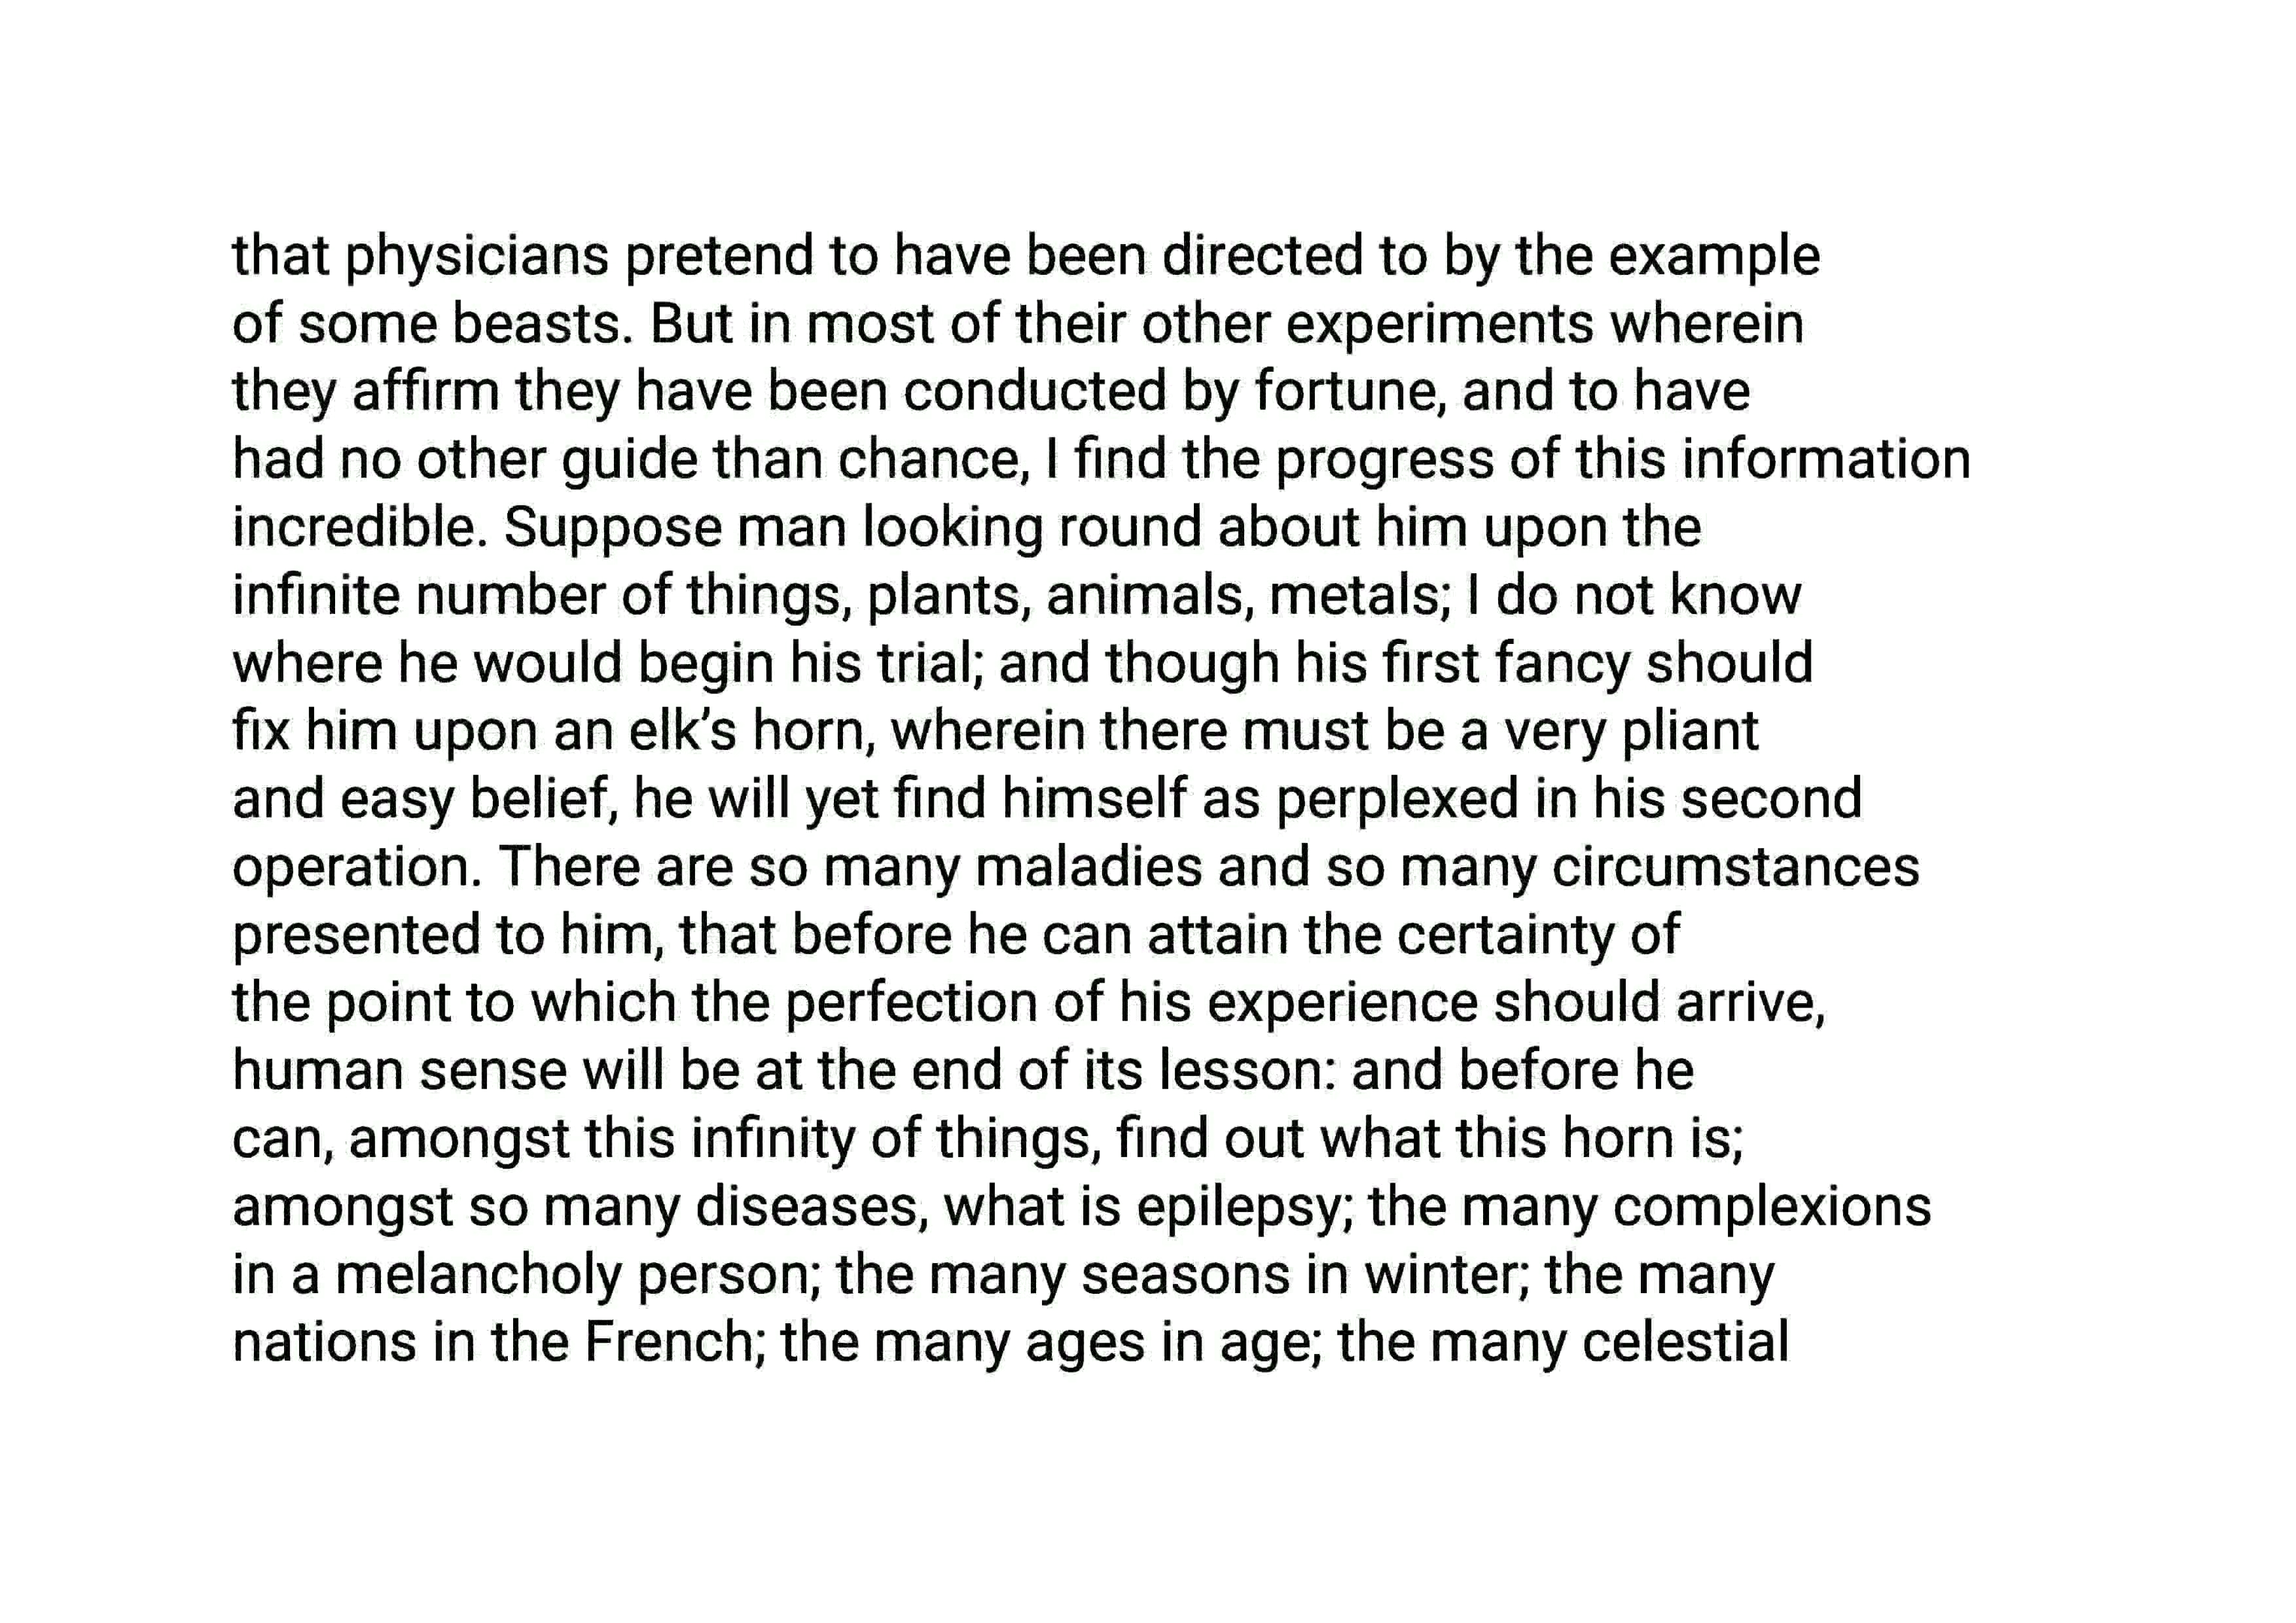 that physicians pretend to have been directed to by the example
of some beasts. But in most of their other experiments wherein
they affirm they have been conducted by fortune, and to have
had no other guide than chance, I find the progress of this information
incredible. Suppose man looking round about him upon the
infinite number of things, plants, animals, metals; I do not know
where he would begin his trial; and though his first fancy should
fix him upon an elk’s horn, wherein there must be a very pliant
and easy belief, he will yet find himself as perplexed in his second
operation. There are so many maladies and so many circumstances
presented to him, that before he can attain the certainty of
the point to which the perfection of his experience should arrive,
human sense will be at the end of its lesson: and before he
can, amongst this infinity of things, find out what this horn is;
amongst so many diseases, what is epilepsy; the many complexions
in a melancholy person; the many seasons in winter; the many
nations in the French; the many ages in age; the many celestial